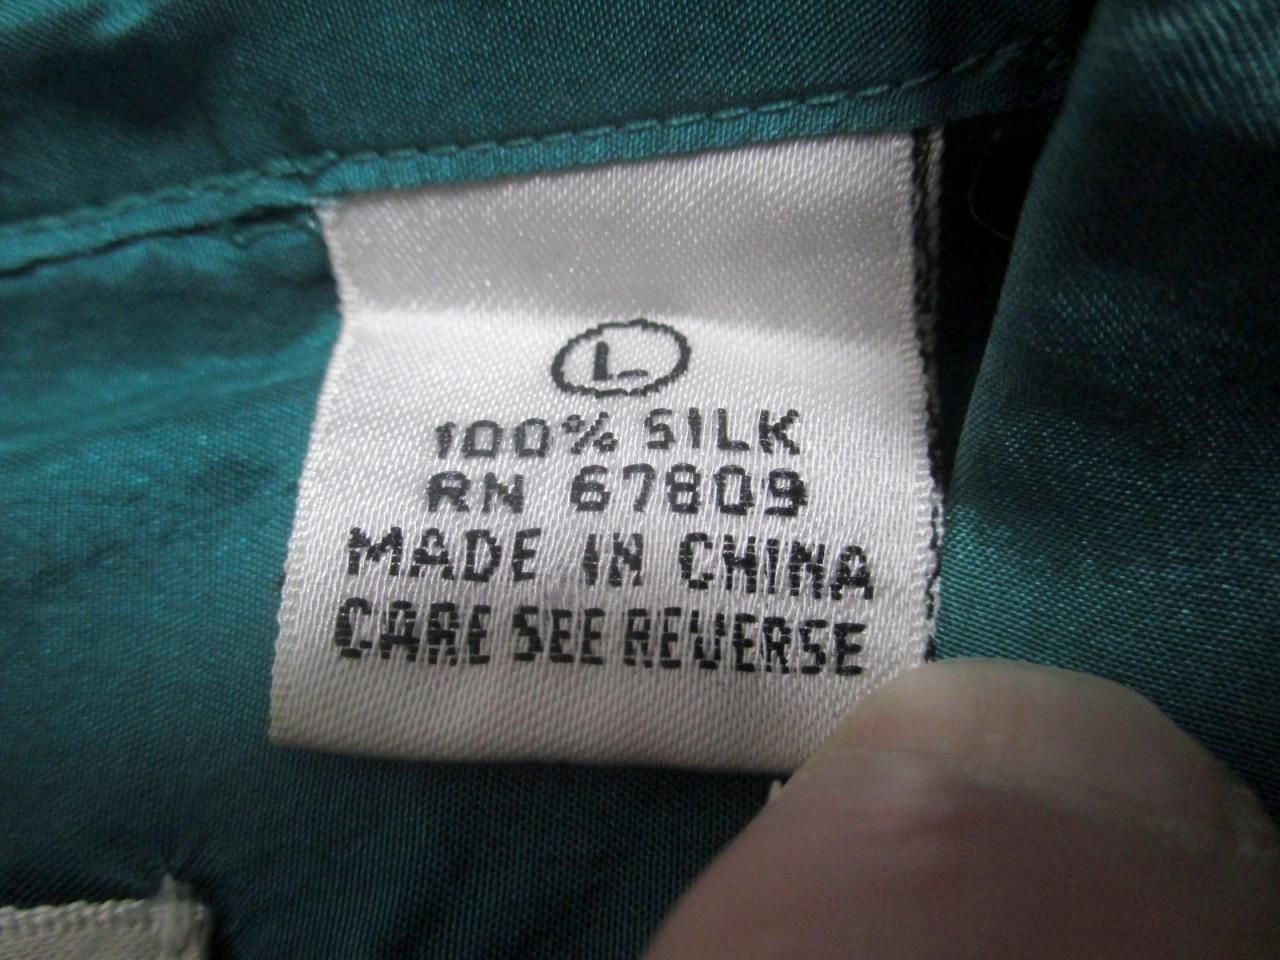 L
100% SILK
RN 67809
MADE IN CHINA
CARE SEE REVERSE